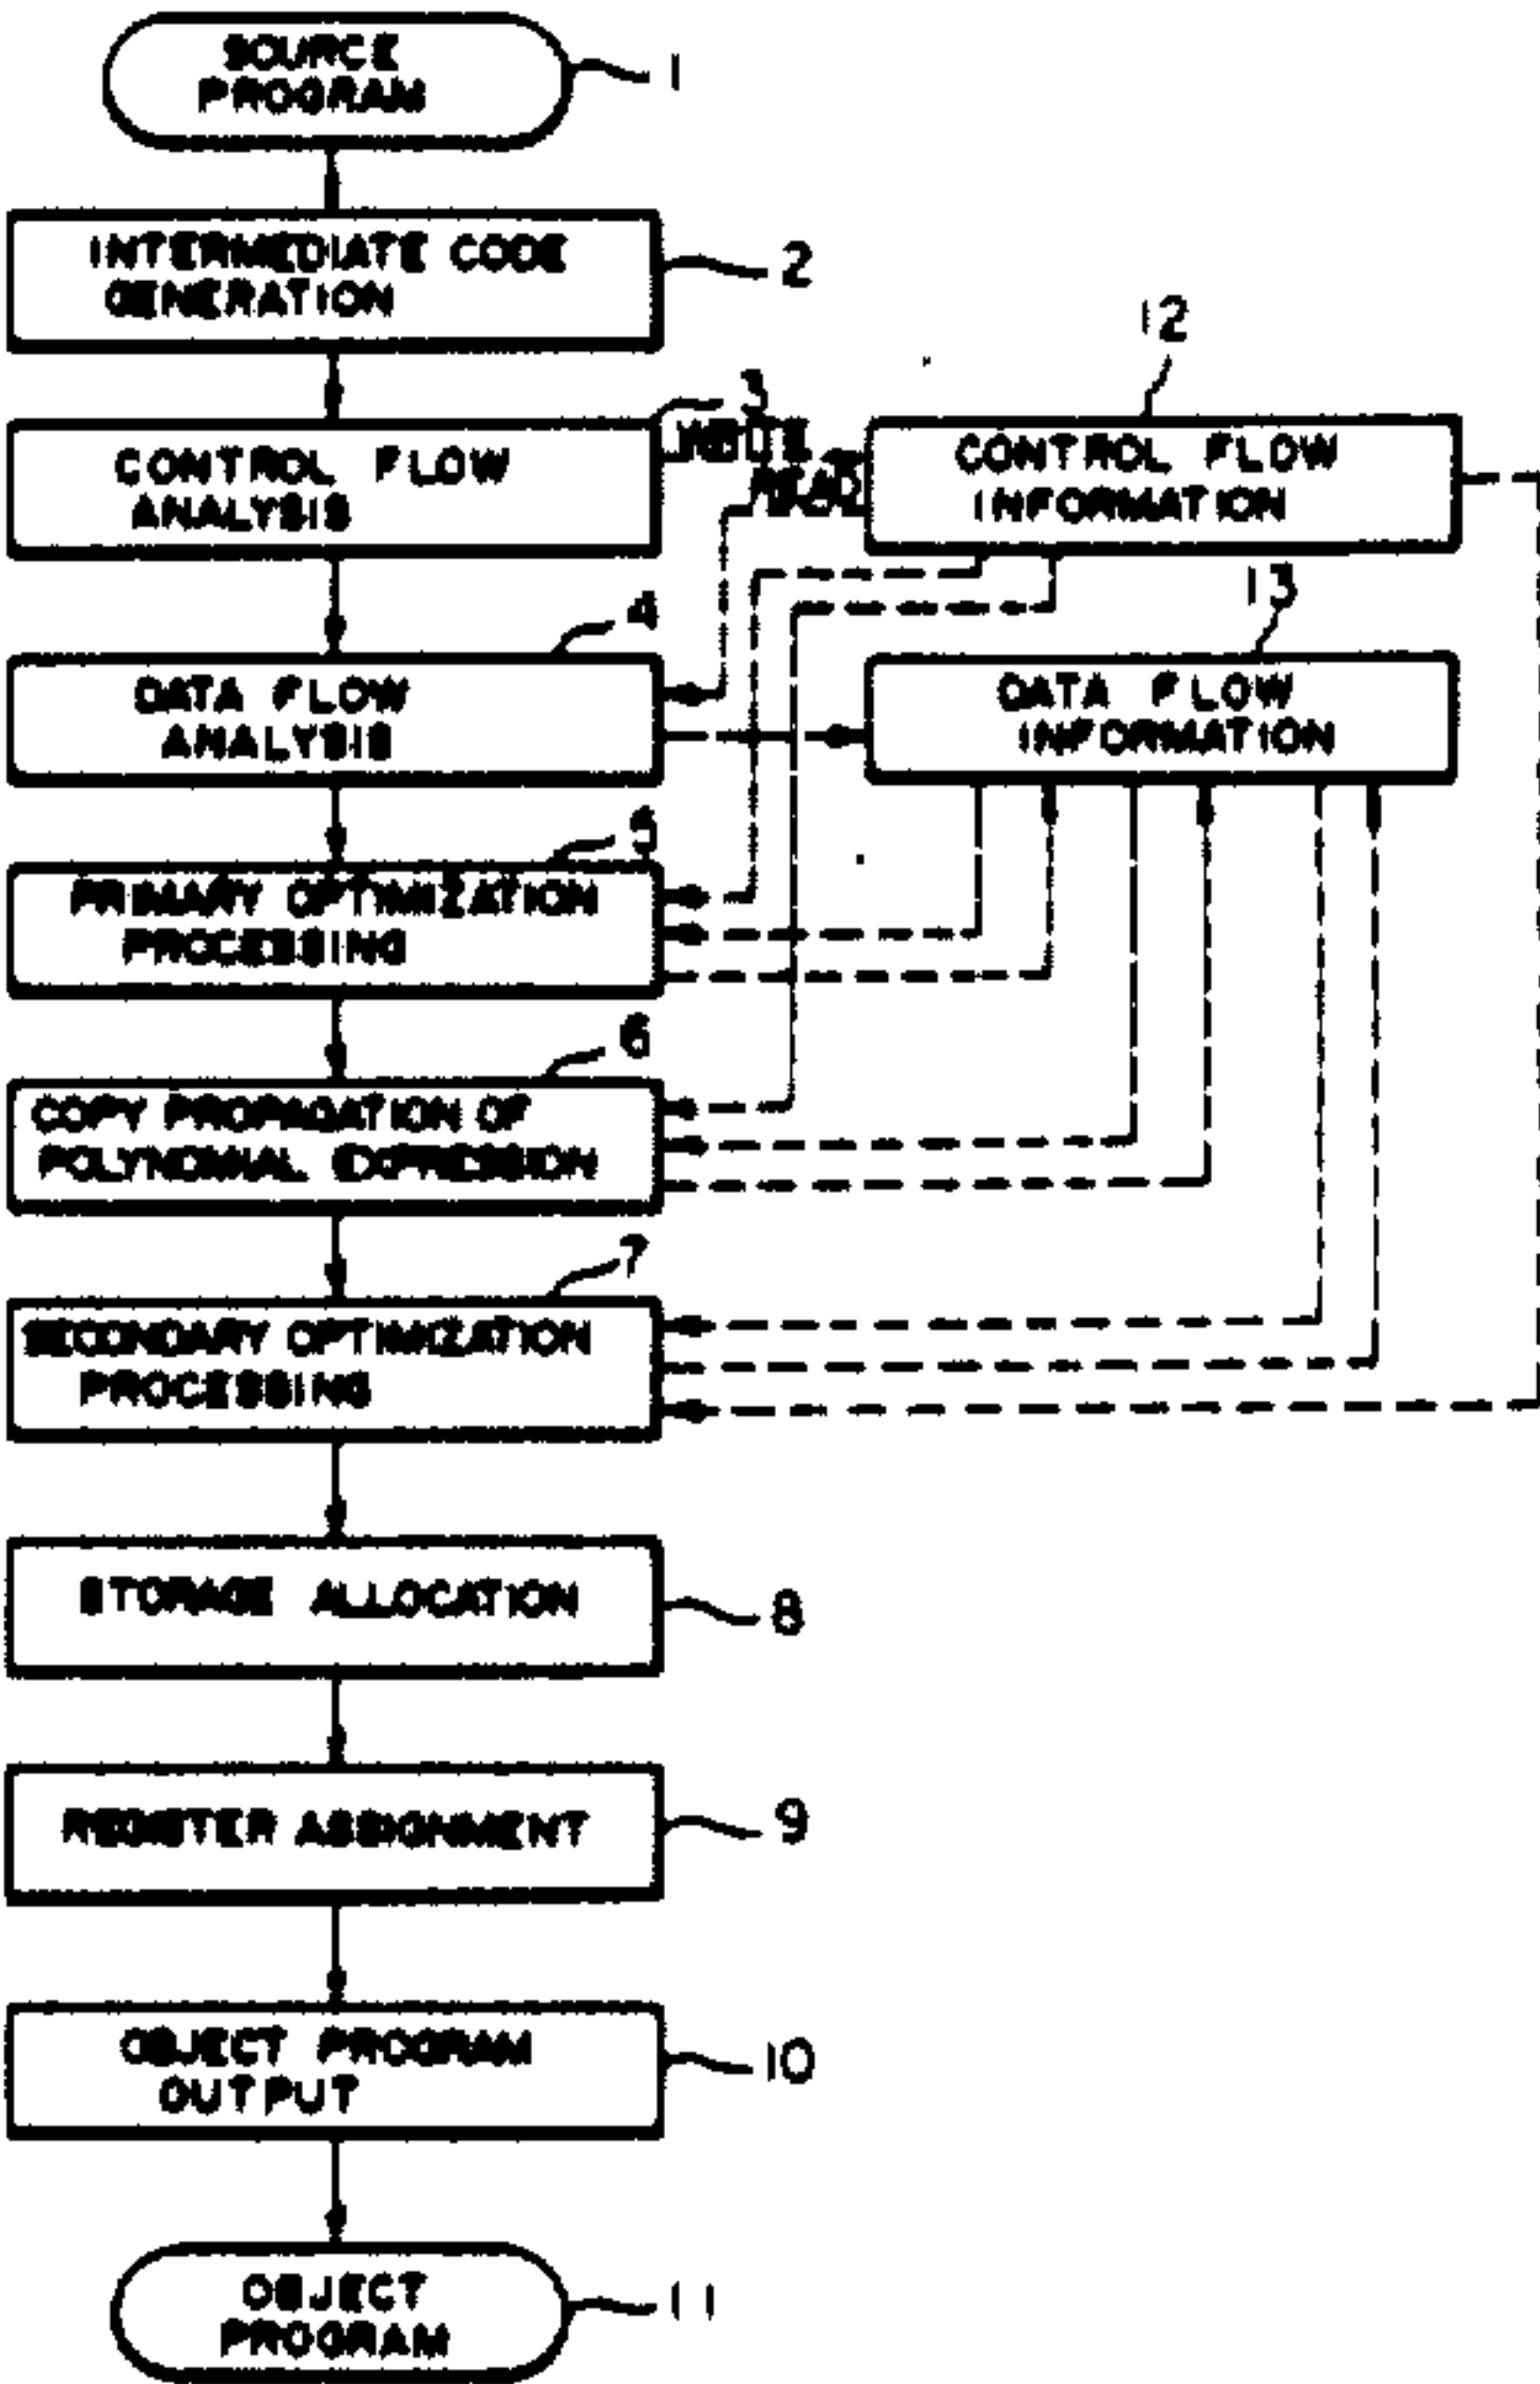 SOURCE
PROGRAM
1
INTERMEDIATE CODE
GENERATION
2
CONTROL FLOW
ANALYSIS
3
WRITE
READ
12
CONTROL FLOW
INFORMATION
4
DATA FLOW
ANALYSIS
13
DATA FLOW
INFORMATION
5
PRIMARY OPTIMIZATION
PROCESSING
6
COPY PROPAGATION OF
POLYNOMIAL EXPRESSION
7
SECONDARY OPTIMIZATION
PROCESSING
STORAGE ALLOCATION
8
REGISTER ASSIGNMENT
9
OBJECT PROGRAM
OUTPUT
10
OBJECT
PROGRAM
11